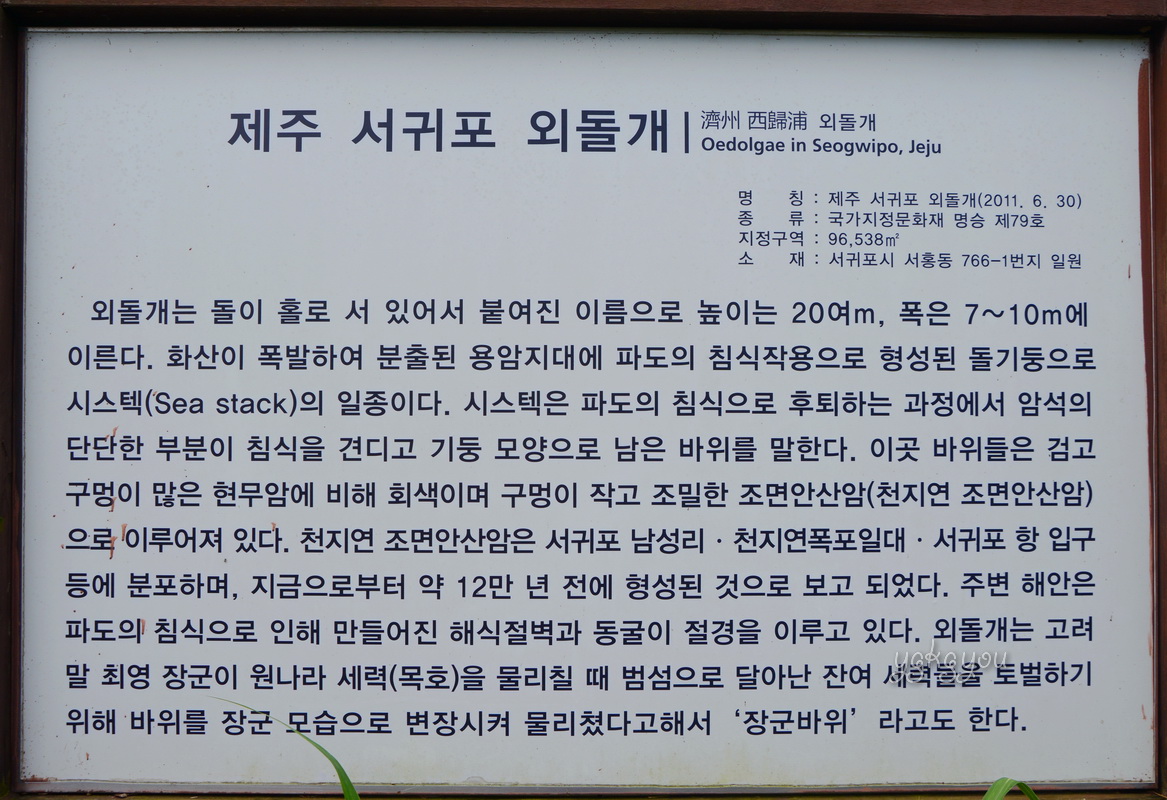 제주 서귀포 외돌개 | 濟州 西歸浦 외돌개
Oedolgae in Seogwipo, Jeju
명 칭 : 제주 서귀포 외돌개(2011. 6. 30)
종 류 : 국가지정문화재 명승 제79호
지정구역 : 96,538㎡
소 재 : 서귀포시 서홍동 766-1번지 일원
외돌개는 돌이 홀로 서 있어서 붙여진 이름으로 높이는 20여m, 폭은 7～10m에
이른다. 화산이 폭발하여 분출된 용암지대에 파도의 침식작용으로 형성된 돌기둥으로
시스텍(Sea stack)의 일종이다. 시스텍은 파도의 침식으로 후퇴하는 과정에서 암석의
단단한 부분이 침식을 견디고 기둥 모양으로 남은 바위를 말한다. 이곳 바위들은 검고
구멍이 많은 현무암에 비해 회색이며 구멍이 작고 조밀한 조면안산암(천지연 조면안산암)
으로 이루어져 있다. 천지연 조면안산암은 서귀포 남성리 · 천지연폭포일대 · 서귀포 항 입구
등에 분포하며, 지금으로부터 약 12만 년 전에 형성된 것으로 보고 되었다. 주변 해안은
파도의 침식으로 인해 만들어진 해식절벽과 동굴이 절경을 이루고 있다. 외돌개는 고려
말 최영 장군이 원나라 세력(목호)을 물리칠 때 범섬으로 달아난 잔여 세력들을 토벌하기
위해 바위를 장군 모습으로 변장시켜 물리쳤다고해서 ‘장군바위’ 라고도 한다.
yakayou